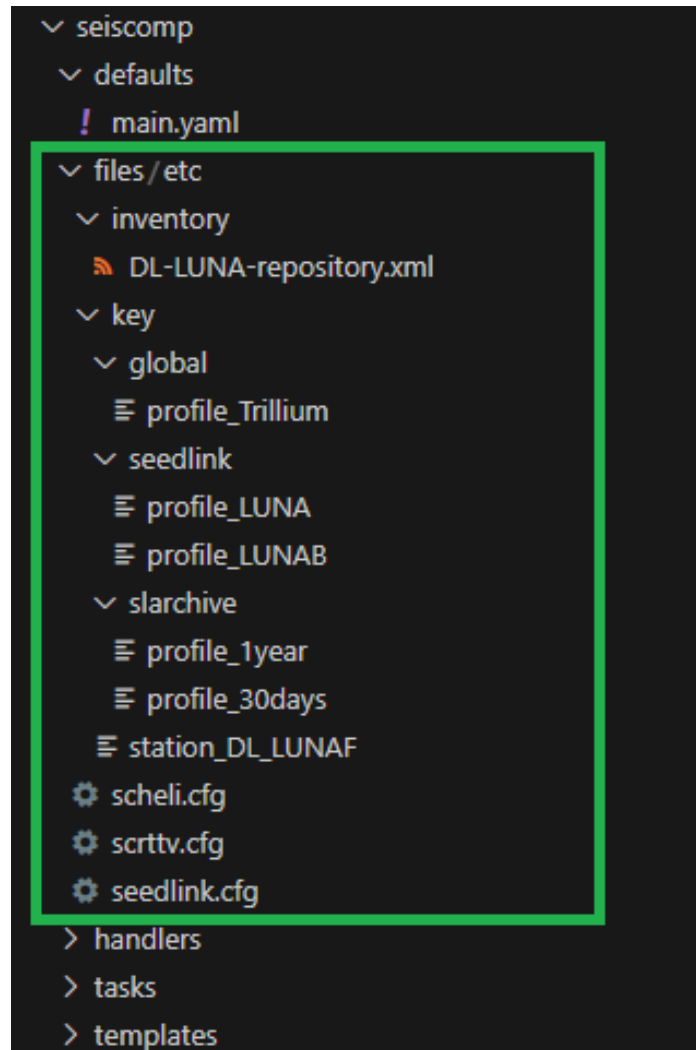 seiscomp
defaults
! main.yaml
files/etc
inventory
DL-LUNA-repository.xml
key
global
profile_Trillium
seedlink
profile_LUNA
profile_LUNAB
slarchive
profile_1year
profile_30days
station_DL_LUNAF
scheli.cfg
scrttv.cfg
seedlink.cfg
handlers
tasks
templates